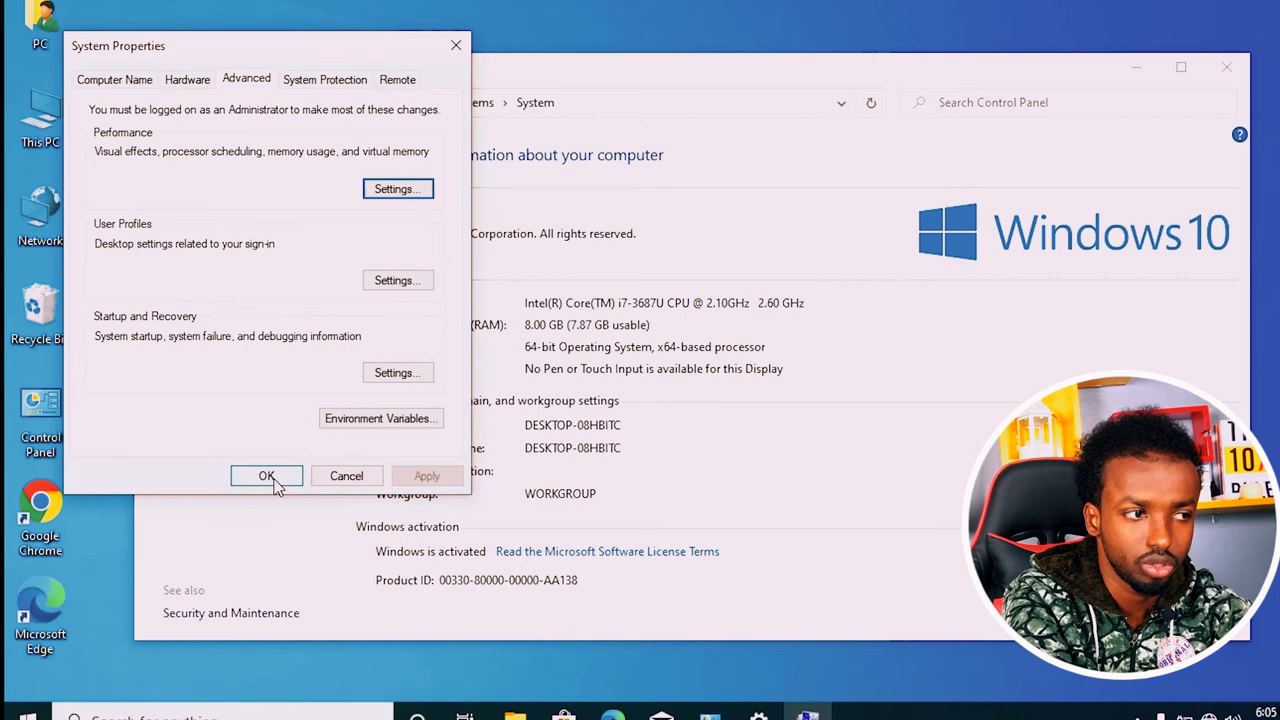 PC
This PC
Network
Recycle Bi
Control
Panel
Google
Chrome
Microsoft
Edge
System Properties
Computer Name
Hardware
Advanced
System Protection
Remote
You must be logged on as an Administrator to make most of these changes.
Performance
Visual effects, processor scheduling, memory usage, and virtual memory
Settings...
User Profiles
Desktop settings related to your sign-in
Settings...
Startup and Recovery
System startup, system failure, and debugging information
Settings...
Environment Variables...
OK
Cancel
Apply
ems > System
Search Control Panel
?
mation about your computer
Corporation. All rights reserved.
Windows 10
Intel(R) Core(TM) i7-3687U CPU @ 2.10GHz 2.60 GHz
(RAM): 8.00 GB (7.87 GB usable)
64-bit Operating System, x64-based processor
No Pen or Touch Input is available for this Display
main, and workgroup settings
DESKTOP-08HBITC
me: DESKTOP-08HBITC
tion:
Workgroup: WORKGROUP
Windows activation
Windows is activated Read the Microsoft Software License Terms
Product ID: 00330-80000-00000-AA138
See also
Security and Maintenance
ORIGINAL
Search for anything
6:05